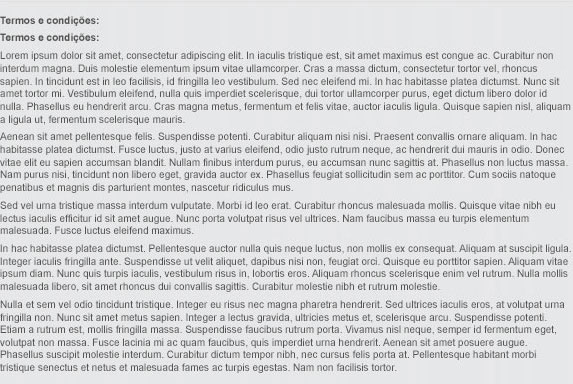 Termos e condições:
Termos e condições:
Lorem ipsum dolor sit amet, consectetur adipiscing elit. In iaculis tristique est, sit amet maximus est congue ac. Curabitur non
interdum magna. Duis molestie elementum ipsum vitae ullamcorper. Cras a massa dictum, consectetur tortor vel, rhoncus
sapien. In tincidunt est in leo facilisis, id fringilla leo vestibulum. Sed nec eleifend mi. In hac habitasse platea dictumst. Nunc sit
amet tortor mi. Vestibulum eleifend, nulla quis imperdiet scelerisque, dui tortor ullamcorper purus, eget dictum libero dolor id
nulla. Phasellus eu hendrerit arcu. Cras magna metus, fermentum et felis vitae, auctor iaculis ligula. Quisque sapien nisl, aliquam
a ligula ut, fermentum scelerisque mauris.
Aenean sit amet pellentesque felis. Suspendisse potenti. Curabitur aliquam nisi nisi. Praesent convallis ornare aliquam. In hac
habitasse platea dictumst. Fusce luctus, justo at varius eleifend, odio justo rutrum neque, ac hendrerit dui mauris in odio. Donec
vitae elit eu sapien accumsan blandit. Nullam finibus interdum purus, eu accumsan nunc sagittis at. Phasellus non luctus massa.
Nam purus nisi, tincidunt non libero eget, gravida auctor ex. Phasellus feugiat sollicitudin sem ac porttitor. Cum sociis natoque
penatibus et magnis dis parturient montes, nascetur ridiculus mus.
Sed vel urna tristique massa interdum vulputate. Morbi id leo erat. Curabitur rhoncus malesuada mollis. Quisque vitae nibh eu
lectus iaculis efficitur id sit amet augue. Nunc porta volutpat risus vel ultrices. Nam faucibus massa eu turpis elementum
malesuada. Fusce luctus eleifend maximus.
In hac habitasse platea dictumst. Pellentesque auctor nulla quis neque luctus, non mollis ex consequat. Aliquam at suscipit ligula.
Integer iaculis fringilla ante. Suspendisse ut velit aliquet, dapibus nisi non, feugiat orci. Quisque eu porttitor sapien. Aliquam vitae
ipsum diam. Nunc quis turpis iaculis, vestibulum risus in, lobortis eros. Aliquam rhoncus scelerisque enim vel rutrum. Nulla mollis
malesuada libero, sit amet rhoncus dui convallis sagittis. Curabitur molestie nibh et rutrum molestie.
Nulla et sem vel odio tincidunt tristique. Integer eu risus nec magna pharetra hendrerit. Sed ultrices iaculis eros, at volutpat urna
fringilla non. Nunc sit amet metus sapien. Integer a lectus gravida, ultricies metus et, scelerisque arcu. Suspendisse potenti.
Etiam a rutrum est, mollis fringilla massa. Suspendisse faucibus rutrum porta. Vivamus nisl neque, semper id fermentum eget,
volutpat non massa. Fusce lacinia mi ac quam faucibus, quis imperdiet urna hendrerit. Aenean sit amet posuere augue.
Phasellus suscipit molestie interdum. Curabitur dictum tempor nibh, nec cursus felis porta at. Pellentesque habitant morbi
tristique senectus et netus et malesuada fames ac turpis egestas. Nam non facilisis tortor.